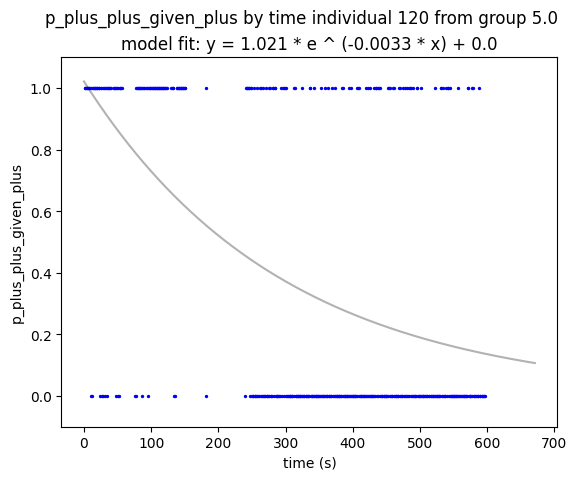 p_plus_plus_given_plus by time individual 120 from group 5.0
model fit: y = 1.021 * e ^ (-0.0033 * x) + 0.0
1.0
0.8
0.6
0.4
0.2
0.0
p_plus_plus_given_plus
0 100 200 300 400 500 600 700
time (s)